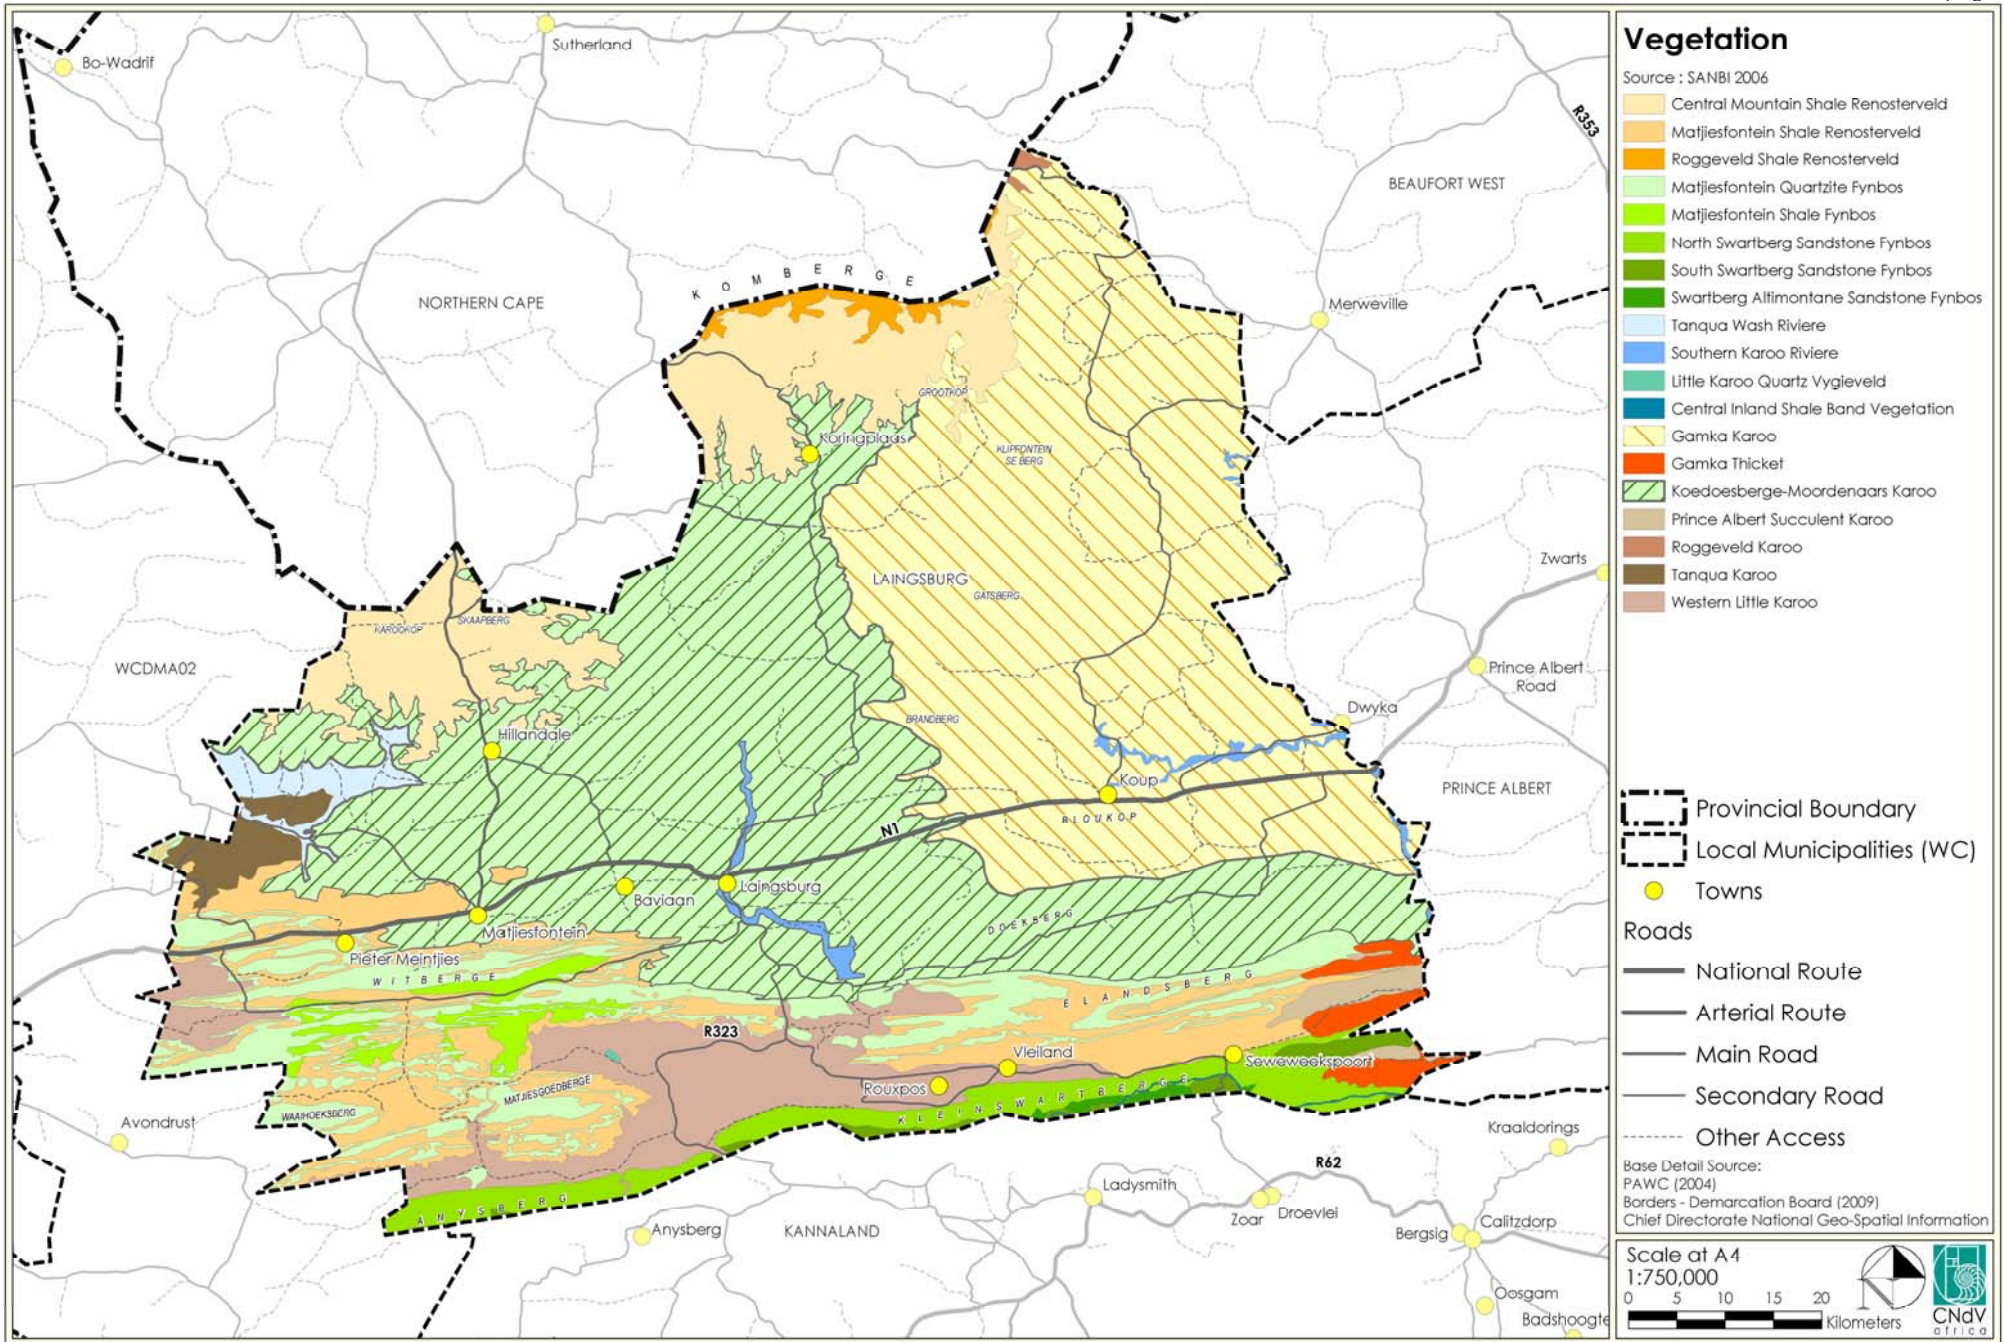 Sutherland
Bo-Wadrif
R353
BEAUFORT WEST
KOMBERGE
NORTHERN CAPE
Merweville
GROOTKOP
Koringplaas
KLIPFONTEIN
SE BERG
Zwarts
LAINGSBURG
GATSBERG
KAROOKOP
SKAAPBERG
WCDMA02
Prince Albert
Road
Dwyka
BRANDBERG
Hillandale
Koup
PRINCE ALBERT
BLOUKOP
N1
Laingsburg
Baviaan
DOEKBERG
Matjiesfontein
Pieter Meintjies
WITBERGE
ELANDSBERG
R323
Vleiland
Seweweekspoort
Rouxpos
MATJIESGOEDBERGE
KLEINSWARTBERGE
WAAIHOEKSBERG
Avondrust
Kraaldorings
R62
Ladysmith
ANYSBERG
Zoar
Droevlei
Anysberg
KANNALAND
Bergsig
Calitzdorp
Oosgam
Badshoogte
Vegetation
Source : SANBI 2006
Central Mountain Shale Renosterveld
Matjiesfontein Shale Renosterveld
Roggeveld Shale Renosterveld
Matjiesfontein Quartzite Fynbos
Matjiesfontein Shale Fynbos
North Swartberg Sandstone Fynbos
South Swartberg Sandstone Fynbos
Swartberg Altimontane Sandstone Fynbos
Tanqua Wash Riviere
Southern Karoo Riviere
Little Karoo Quartz Vygieveld
Central Inland Shale Band Vegetation
Gamka Karoo
Gamka Thicket
Koedoesberge-Moordenaars Karoo
Prince Albert Succulent Karoo
Roggeveld Karoo
Tanqua Karoo
Western Little Karoo
Provincial Boundary
Local Municipalities (WC)
Towns
Roads
National Route
Arterial Route
Main Road
Secondary Road
Other Access
Base Detail Source:
PAWC (2004)
Borders - Demarcation Board (2009)
Chief Directorate National Geo-Spatial Information
Scale at A4
1:750,000
0 5 10 15 20
Kilometers
CNdV
africa